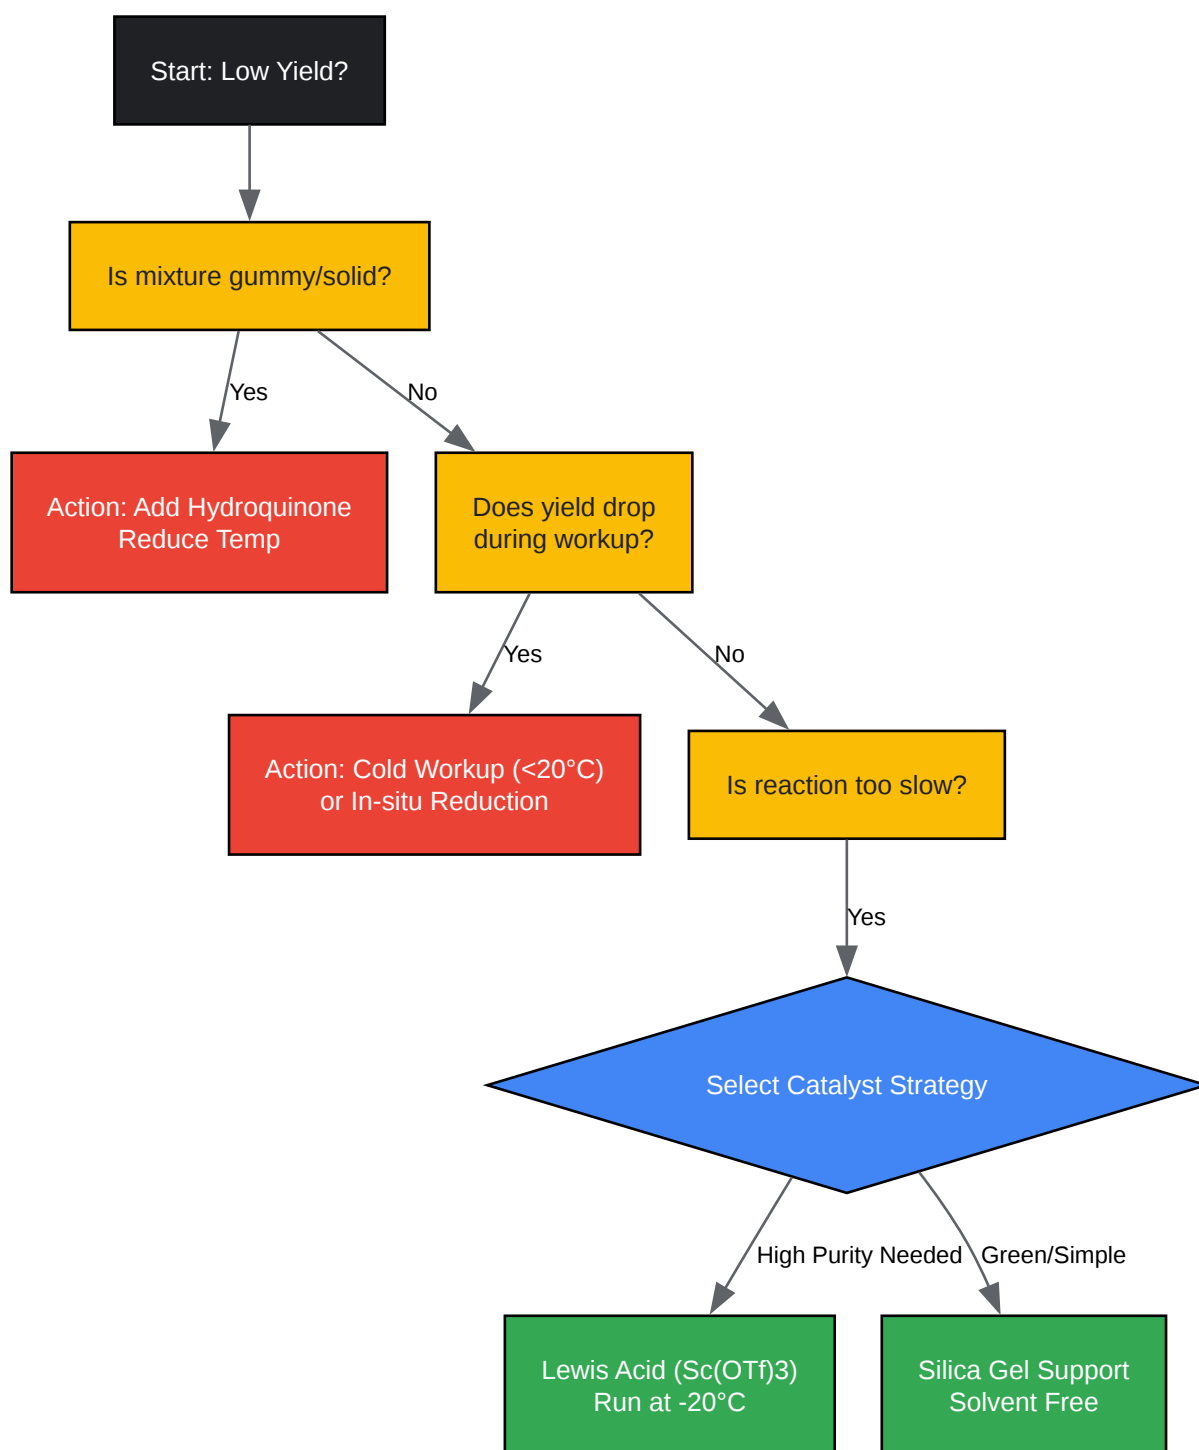 Start: Low Yield?
Is mixture gummy/solid?
Yes
No
Action: Add Hydroquinone
Reduce Temp
Does yield drop
during workup?
Yes
No
Action: Cold Workup (<20°C)
or In-situ Reduction
Is reaction too slow?
Yes
Select Catalyst Strategy
High Purity Needed
Green/Simple
Lewis Acid (Sc(OTf)3)
Run at -20°C
Silica Gel Support
Solvent Free